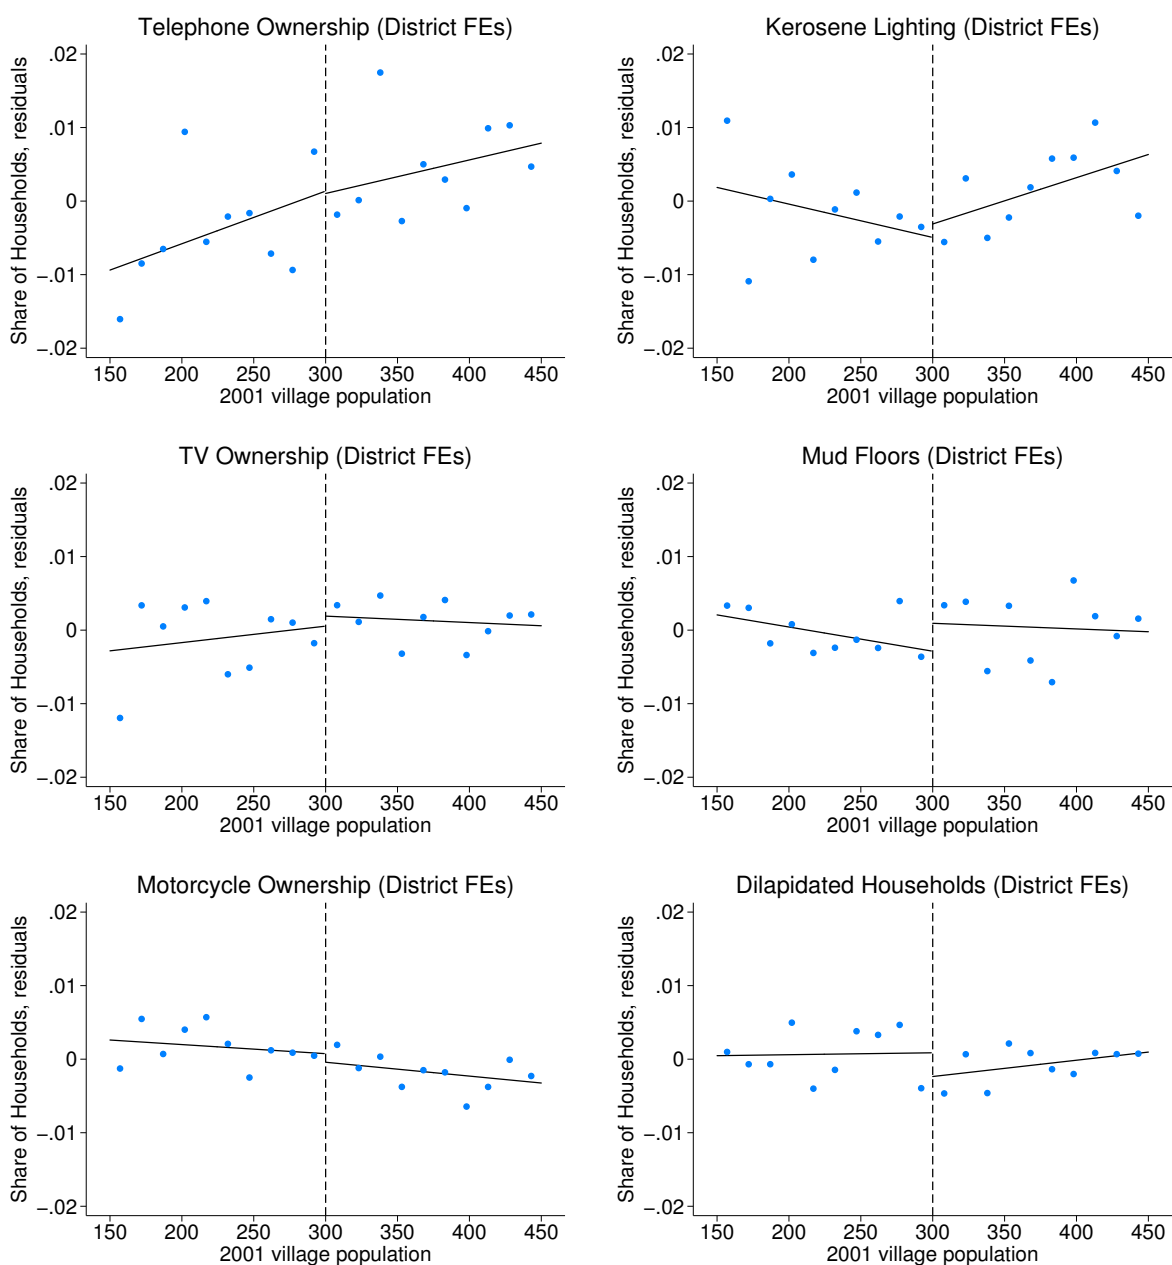 Telephone Ownership (District FEs)
Share of Households, residuals
.02
.01
0
−.01
−.02
150 200 250 300 350 400 450
2001 village population
Kerosene Lighting (District FEs)
Share of Households, residuals
.02
.01
0
−.01
−.02
150 200 250 300 350 400 450
2001 village population
TV Ownership (District FEs)
Share of Households, residuals
.02
.01
0
−.01
−.02
150 200 250 300 350 400 450
2001 village population
Mud Floors (District FEs)
Share of Households, residuals
.02
.01
0
−.01
−.02
150 200 250 300 350 400 450
2001 village population
Motorcycle Ownership (District FEs)
Share of Households, residuals
.02
.01
0
−.01
−.02
150 200 250 300 350 400 450
2001 village population
Dilapidated Households (District FEs)
Share of Households, residuals
.02
.01
0
−.01
−.02
150 200 250 300 350 400 450
2001 village population